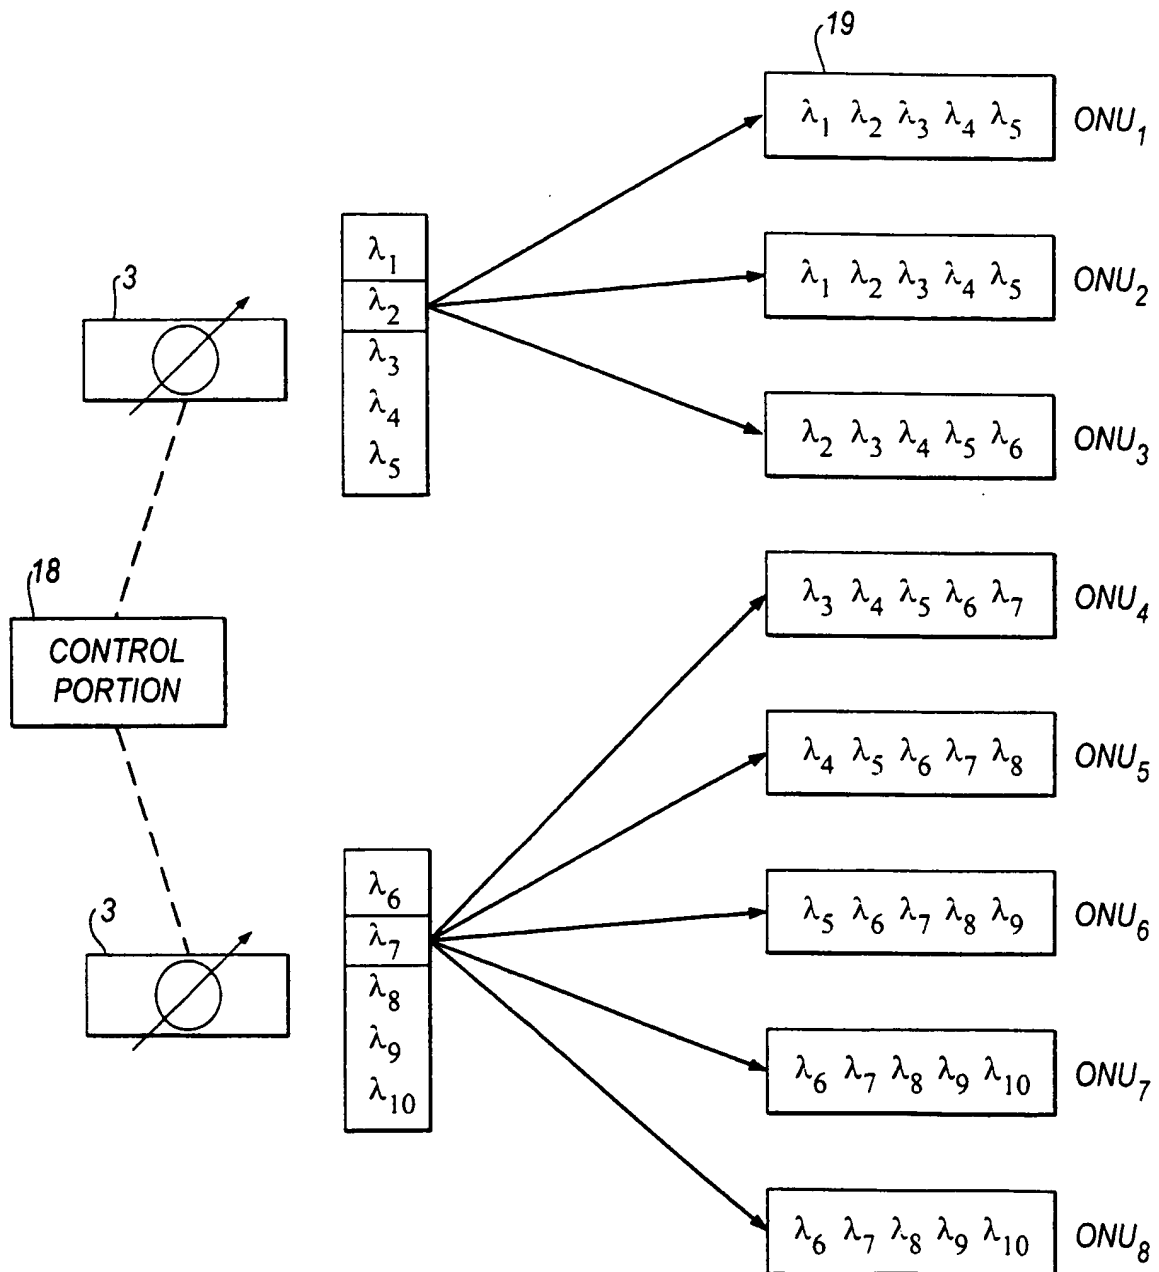 19
λ1 λ2 λ3 λ4 λ5 ONU1
λ1 λ2 λ3 λ4 λ5 ONU2
λ2 λ3 λ4 λ5 λ6 ONU3
λ3 λ4 λ5 λ6 λ7 ONU4
λ4 λ5 λ6 λ7 λ8 ONU5
λ5 λ6 λ7 λ8 λ9 ONU6
λ6 λ7 λ8 λ9 λ10 ONU7
λ6 λ7 λ8 λ9 λ10 ONU8
3
λ1
λ2
λ3
λ4
λ5
18
CONTROL
PORTION
3
λ6
λ7
λ8
λ9
λ10